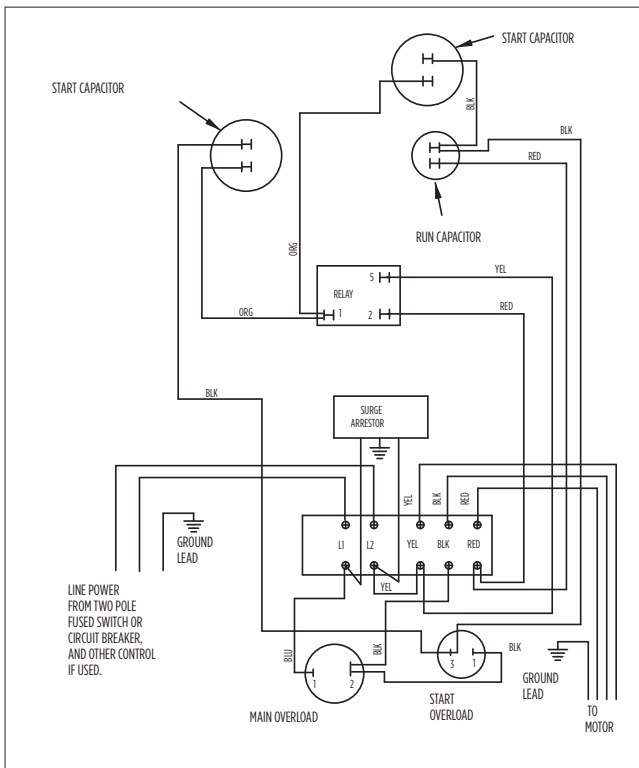 START CAPACITOR
START CAPACITOR
BLK
BLK
RED
RUN CAPACITOR
ORG
5
YEL
RELAY
1
2
RED
ORG
BLK
SURGE
ARRESTOR
YEL
BLK
RED
GROUND
LEAD
L1
L2
YEL
BLK
RED
YEL
LINE POWER
FROM TWO POLE
FUSED SWITCH OR
CIRCUIT BREAKER,
AND OTHER CONTROL
IF USED.
BLU
BLK
1
2
3
1
BLK
MAIN OVERLOAD
START
OVERLOAD
GROUND
LEAD
TO
MOTOR